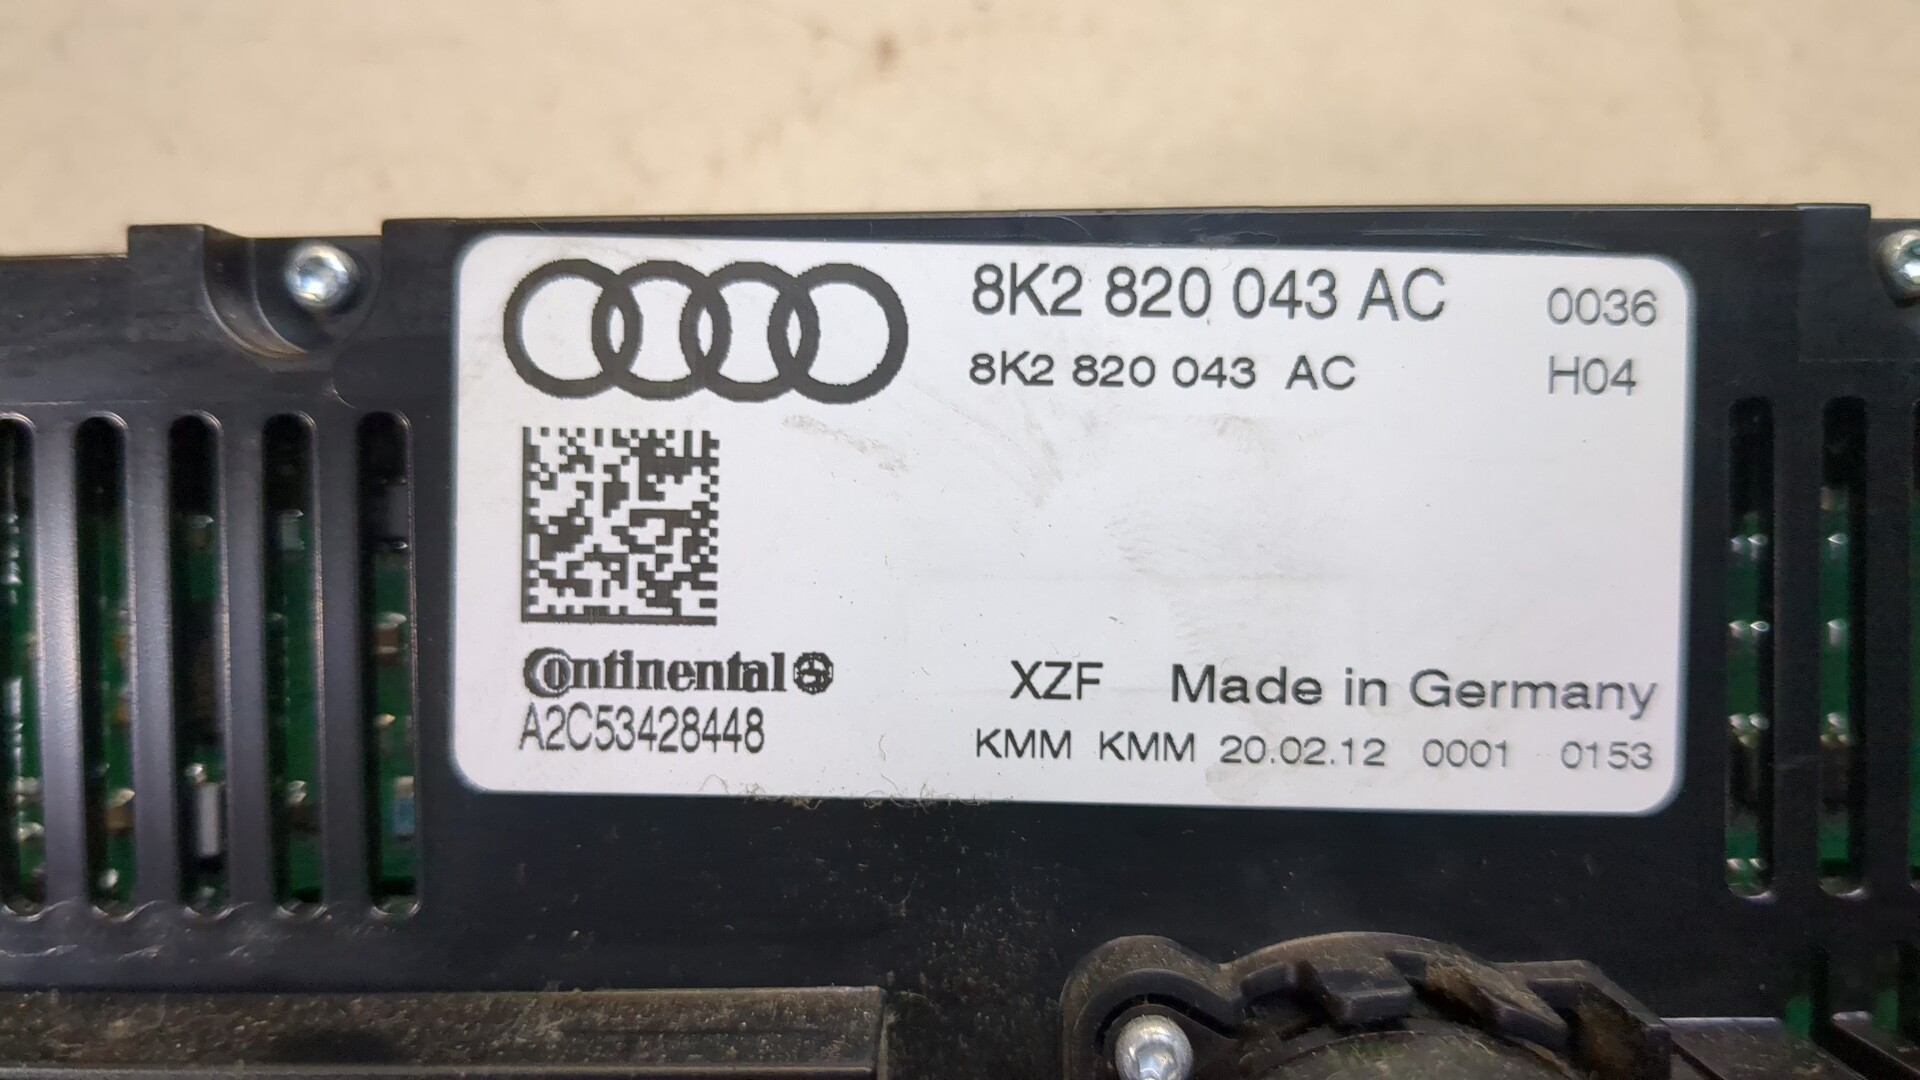 8K2 820 043 AC 0036
8K2 820 043 AC H04
Continental
A2C53428448
XZF Made in Germany
KMM KMM 20.02.12 0001 0153